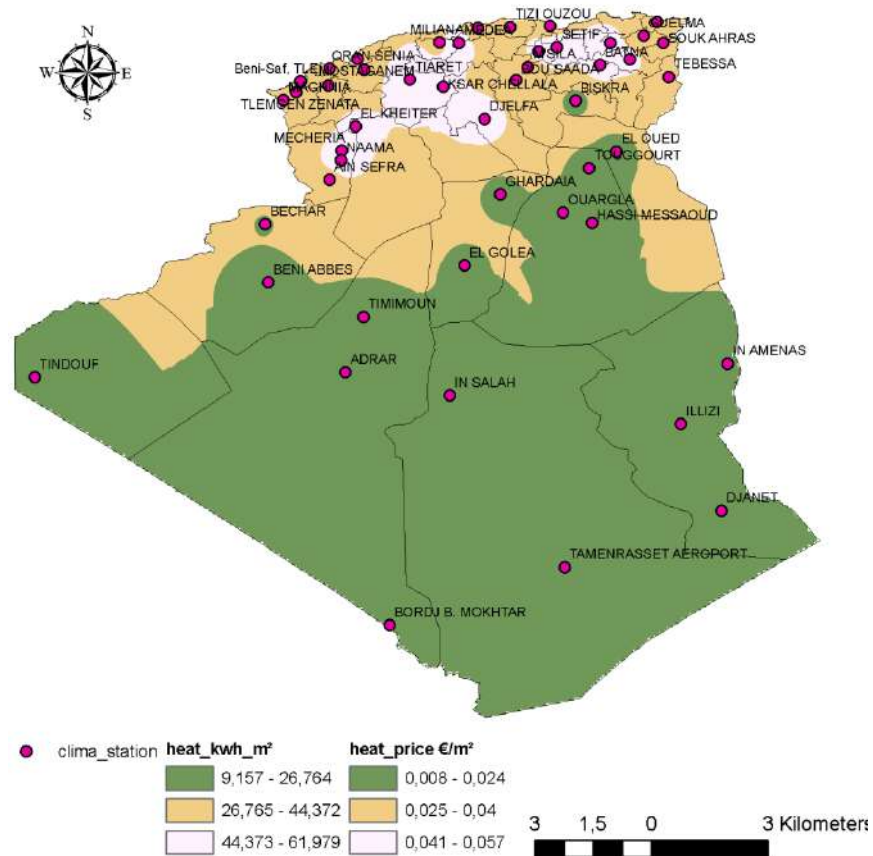 TIZI OUZOU
GUELMA
MILIANA
MEDEA
SETIF
SOUK AHRAS
N
ORAN SENIA
M'SILA
BATNA
W
E
Beni-Saf, TLEM
MOSTAGANEM
TIARET
BOU SAADA
TEBESSA
S
MAGHNIA
KSAR CHELLALA
BISKRA
TLEMCEN ZENATA
EL KHEITER
DJELFA
MECHERIA
NAAMA
EL OUED
AIN SEFRA
TOUGGOURT
GHARDAIA
OUARGLA
BECHAR
HASSI MESSAOUD
EL GOLEA
BENI ABBES
TIMIMOUN
IN AMENAS
TINDOUF
ADRAR
IN SALAH
ILLIZI
DJANET
TAMENRASSET AEROPORT
BORDJ B. MOKHTAR
clima_station
heat_kwh_m²
heat_price €/m²
9,157 - 26,764
0,008 - 0,024
26,765 - 44,372
0,025 - 0,04
44,373 - 61,979
0,041 - 0,057
3 1,5 0 3 Kilometers